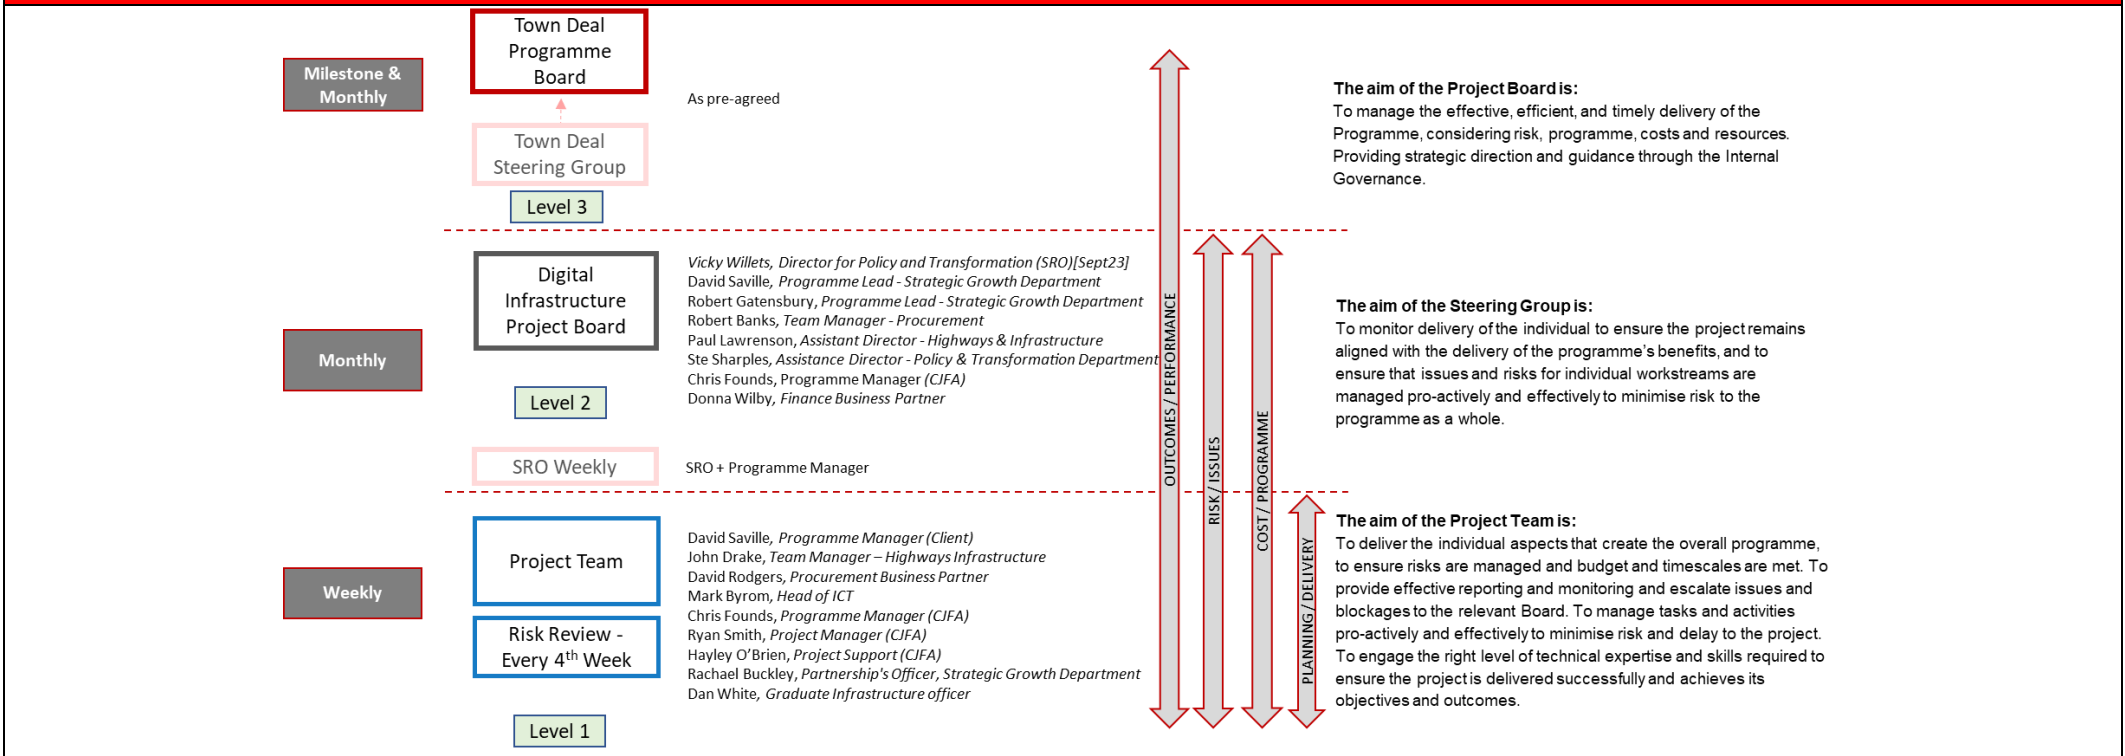 Milestone &
Monthly
Town Deal
Programme
Board
As pre-agreed
Town Deal
Steering Group
Level 3
The aim of the Project Board is:
To manage the effective, efficient, and timely delivery of the
Programme, considering risk, programme, costs and resources.
Providing strategic direction and guidance through the Internal
Governance.
Monthly
Digital
Infrastructure
Project Board
Level 2
Vicky Willets, Director for Policy and Transformation (SRO)[Sept23]
David Saville, Programme Lead - Strategic Growth Department
Robert Gatensbury, Programme Lead - Strategic Growth Department
Robert Banks, Team Manager - Procurement
Paul Lawrenson, Assistant Director - Highways & Infrastructure
Ste Sharples, Assistance Director - Policy & Transformation Department
Chris Founds, Programme Manager (CJFA)
Donna Wilby, Finance Business Partner
SRO Weekly
SRO + Programme Manager
The aim of the Steering Group is:
To monitor delivery of the individual to ensure the project remains
aligned with the delivery of the programme's benefits, and to
ensure that issues and risks for individual workstreams are
managed pro-actively and effectively to minimise risk to the
programme as a whole.
Weekly
Project Team
Risk Review -
Every 4th Week
Level 1
David Saville, Programme Manager (Client)
John Drake, Team Manager – Highways Infrastructure
David Rodgers, Procurement Business Partner
Mark Byrom, Head of ICT
Chris Founds, Programme Manager (CJFA)
Ryan Smith, Project Manager (CJFA)
Hayley O'Brien, Project Support (CJFA)
Rachael Buckley, Partnership's Officer, Strategic Growth Department
Dan White, Graduate Infrastructure officer
OUTCOMES / PERFORMANCE
RISK / ISSUES
COST / PROGRAMME
PLANNING / DELIVERY
The aim of the Project Team is:
To deliver the individual aspects that create the overall programme,
to ensure risks are managed and budget and timescales are met. To
provide effective reporting and monitoring and escalate issues and
blockages to the relevant Board. To manage tasks and activities
pro-actively and effectively to minimise risk and delay to the project.
To engage the right level of technical expertise and skills required to
ensure the project is delivered successfully and achieves its
objectives and outcomes.